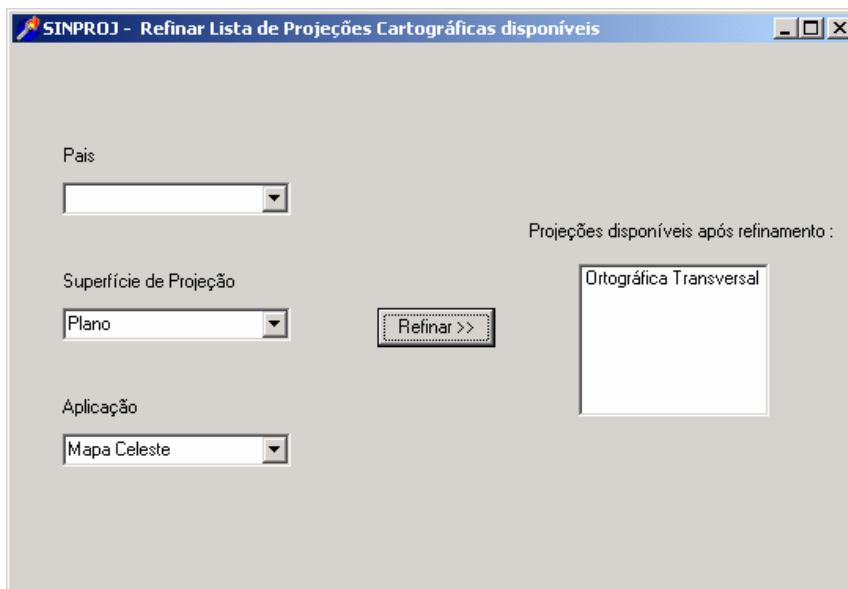 SINPROJ - Refinar Lista de Projeções Cartográficas disponíveis
Pais
Projeções disponíveis após refinamento :
Superfície de Projeção
Plano
Refinar >>
Ortográfica Transversal
Aplicação
Mapa Celeste